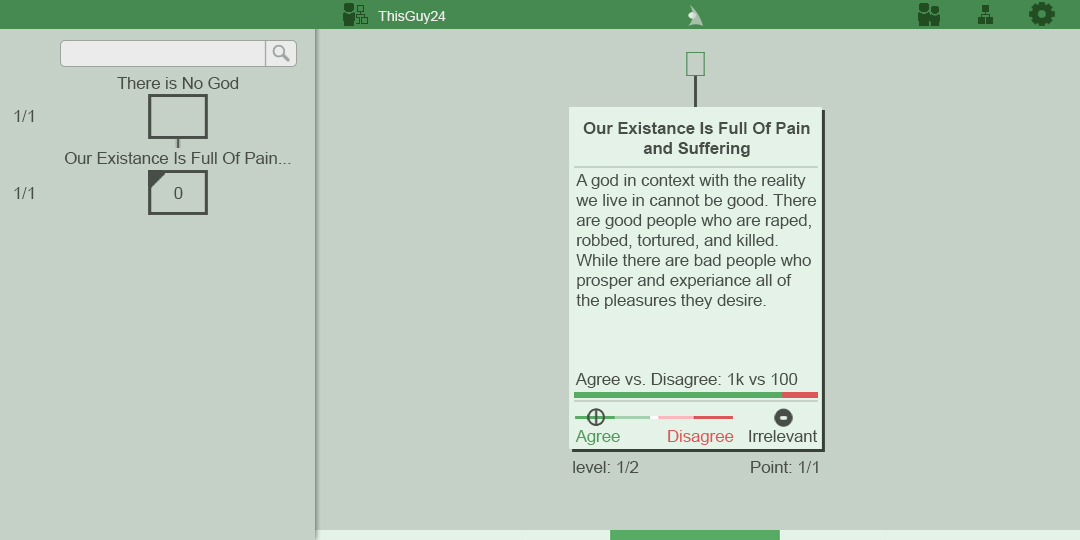 ThisGuy24
There is No God
1/1
Our Existance Is Full Of Pain...
1/1
0
Our Existance Is Full Of Pain
and Suffering
A god in context with the reality
we live in cannot be good. There
are good people who are raped,
robbed, tortured, and killed.
While there are bad people who
prosper and experiance all of
the pleasures they desire.
Agree vs. Disagree: 1k vs 100
Agree
Disagree
Irrelevant
level: 1/2
Point: 1/1